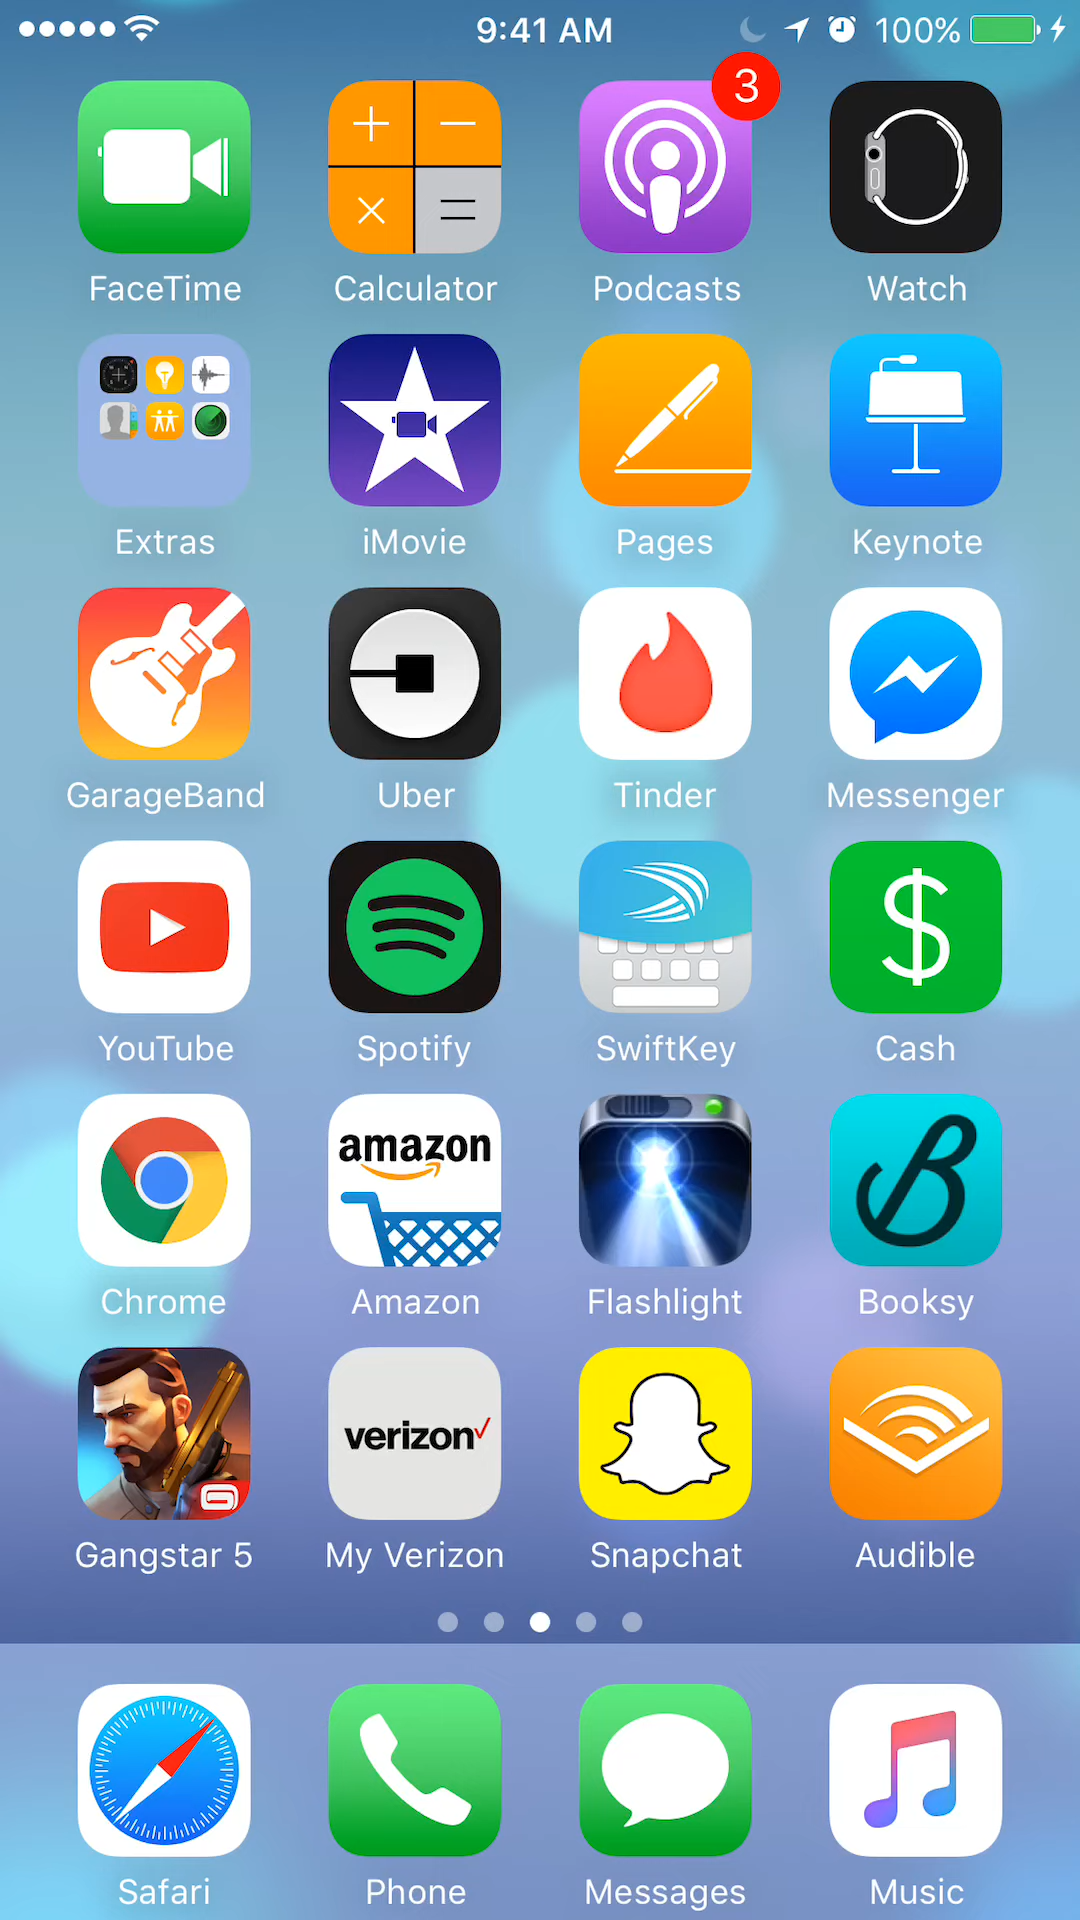 9:41 AM 100%
3
FaceTime Calculator Podcasts Watch
Extras iMovie Pages Keynote
GarageBand Uber Tinder Messenger
YouTube Spotify SwiftKey Cash
amazon
Chrome Amazon Flashlight Booksy
verizon
Gangstar 5 My Verizon Snapchat Audible
Safari Phone Messages Music